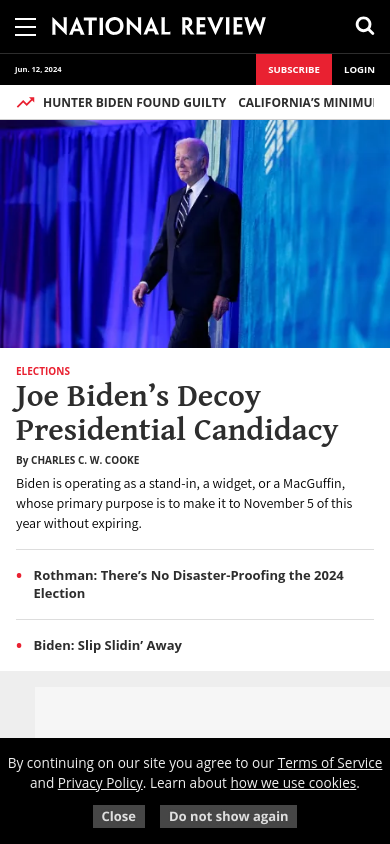 NATIONAL REVIEW
Jun. 12, 2024
SUBSCRIBE
LOGIN
HUNTER BIDEN FOUND GUILTY CALIFORNIA’S
ELECTIONS
Joe Biden’s Decoy
Presidential Candidacy
By CHARLES C. W. COOKE
Biden is operating as a stand-in, a widget, or a MacGuffin,
whose primary purpose is to make it to November 5 of this
year without expiring.
Rothman: There’s No Disaster-Proofing the 2024
Election
Biden: Slip Slidin’ Away
By continuing on our site you agree to our Terms of Service
and Privacy Policy. Learn about how we use cookies.
Close
Do not show again